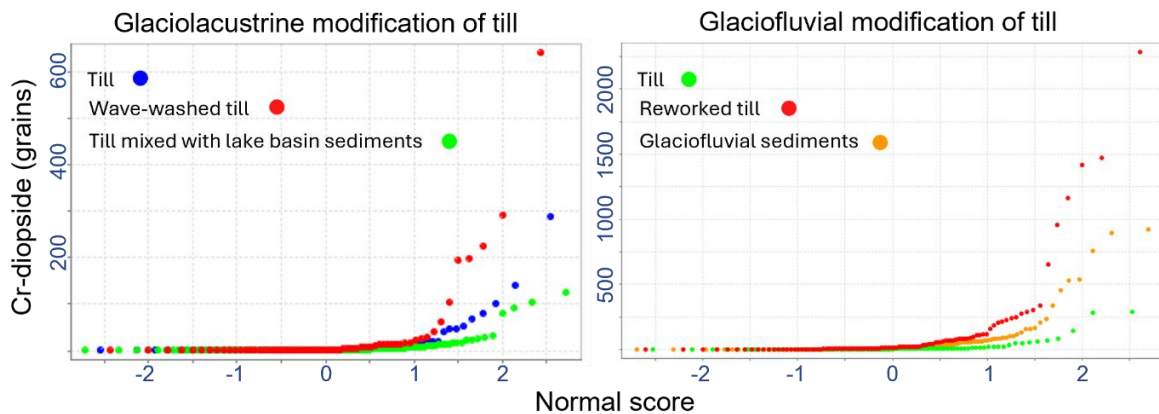 Glaciolacustrine modification of till
Glaciofluvial modification of till
Cr-diopside (grains)
600
400
200
Till
Wave-washed till
Till mixed with lake basin sediments
-2
-1
0
1
2
2000
1500
1000
500
Till
Reworked till
Glaciofluvial sediments
-2
-1
0
1
2
Normal score